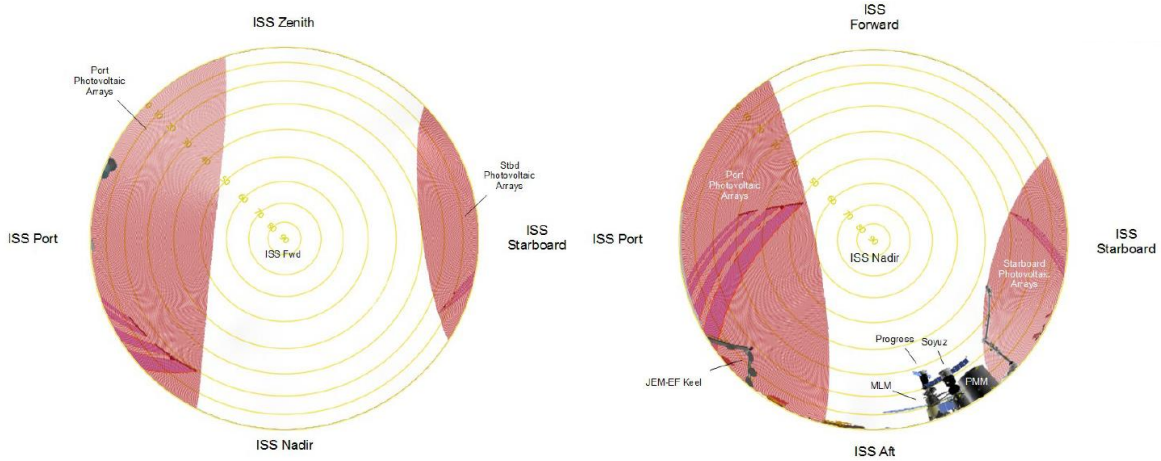 ISS Zenith
Port
Photovoltaic
Arrays
Stbd
Photovoltaic
Arrays
ISS Port
ISS
Starboard
ISS Fwd
ISS Nadir
ISS
Forward
Port
Photovoltaic
Arrays
ISS Port
ISS Nadir
ISS
Starboard
Starboard
Photovoltaic
Arrays
Progress
Soyuz
JEM-EF Keel
MLM
PMM
ISS Aft